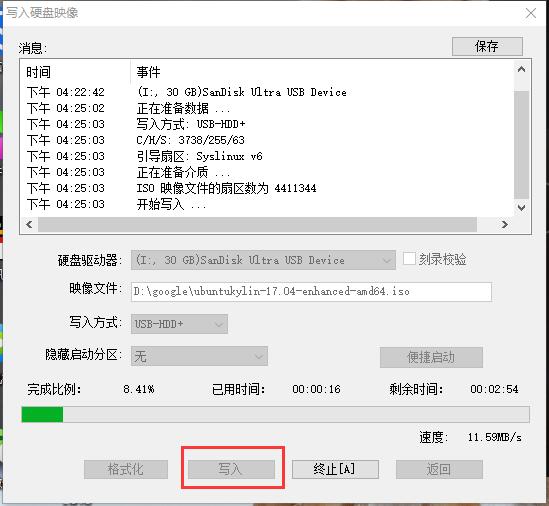 写入硬盘映像
消息:
保存
时间 事件
下午 04:22:42 (I:, 30 GB)SanDisk Ultra USB Device
下午 04:25:02 正在准备数据 ...
下午 04:25:03 写入方式: USB-HDD+
下午 04:25:03 C/H/S: 3738/255/63
下午 04:25:03 引导扇区: Syslinux v6
下午 04:25:03 正在准备介质 ...
下午 04:25:03 ISO 映像文件的扇区数为 4411344
下午 04:25:03 开始写入 ...
硬盘驱动器: (I:, 30 GB)SanDisk Ultra USB Device 刻录校验
映像文件: D:\google\ubuntukylin-17.04-enhanced-amd64.iso
写入方式: USB-HDD+
隐藏启动分区: 无 便捷启动
完成比例: 8.41% 已用时间: 00:00:16 剩余时间: 00:02:54
速度: 11.59MB/s
格式化 写入 终止[A] 返回